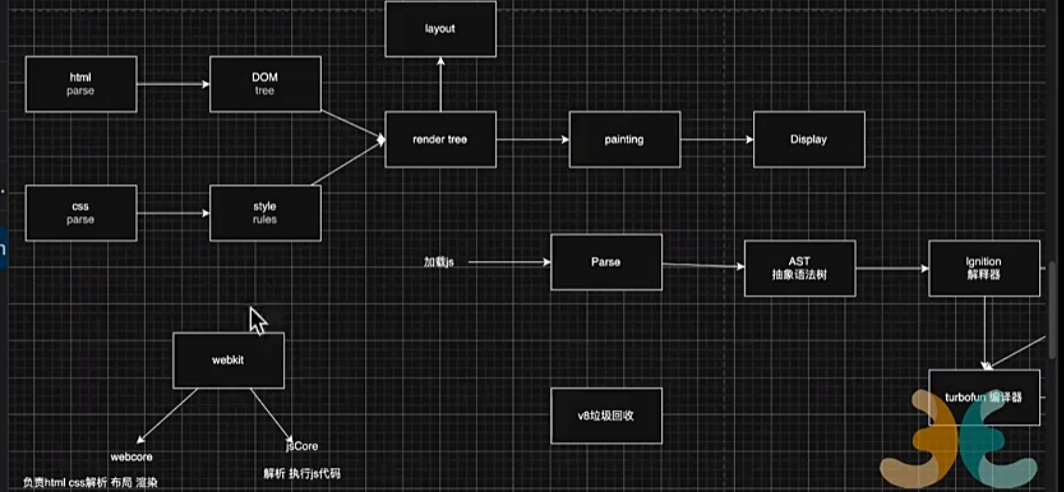 layout
html
parse
DOM
tree
render tree
painting
Display
css
parse
style
rules
加载js
Parse
AST
抽象语法树
Ignition
解释器
webkit
turbofun 编译器
v8垃圾回收
jsCore
webcore
解析 执行js代码
负责html css解析 布局 渲染